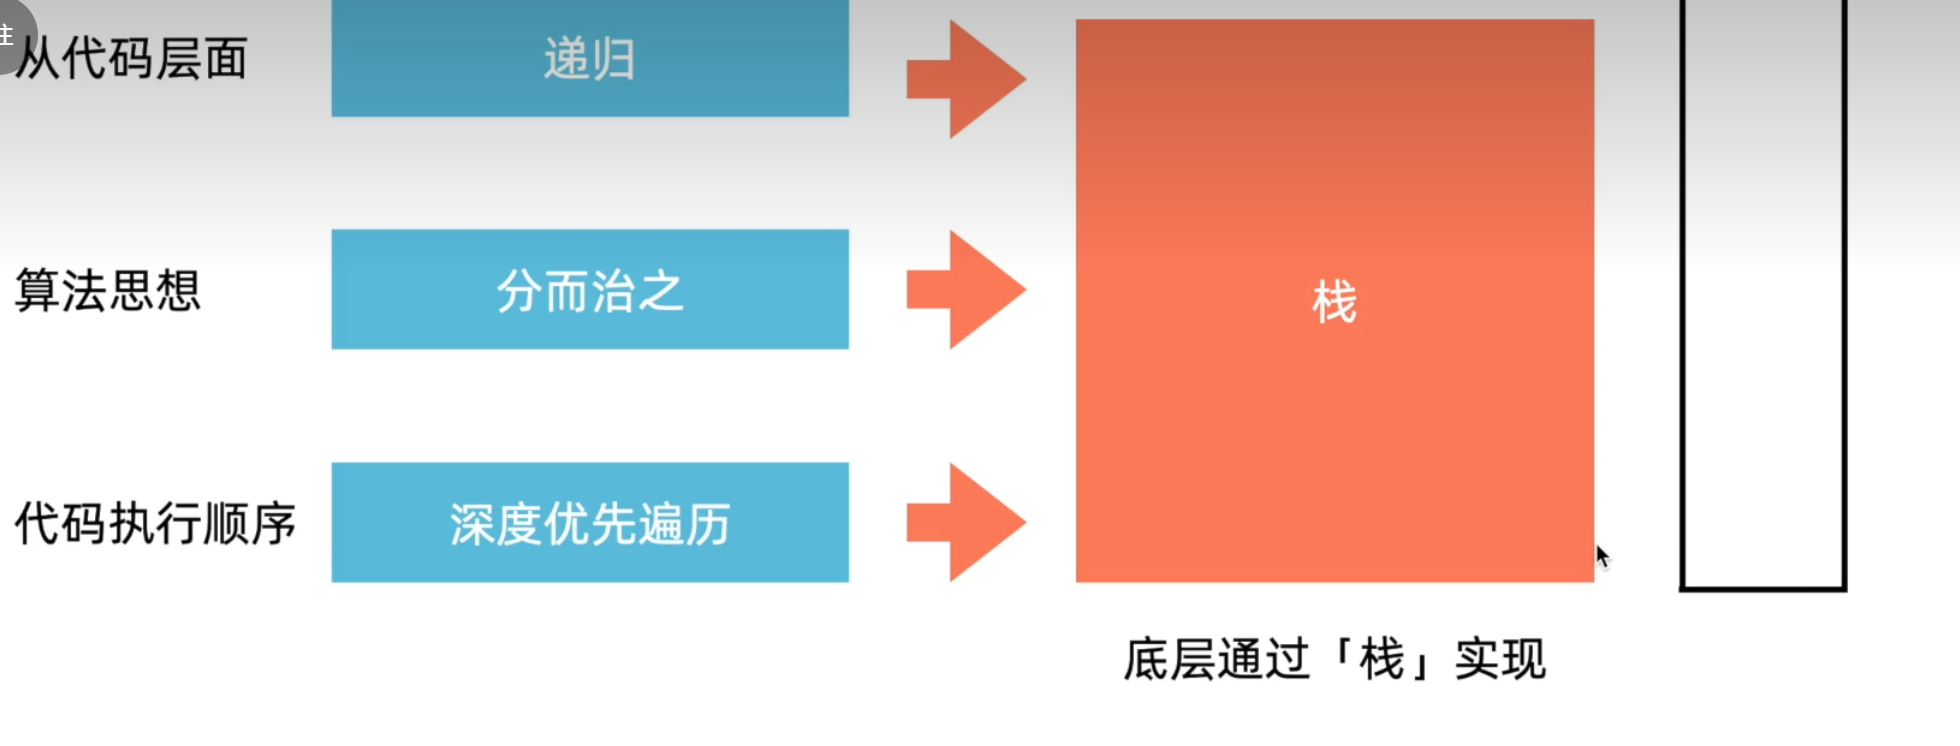 从代码层面
递归
算法思想
分而治之
栈
代码执行顺序
深度优先遍历
底层通过「栈」实现